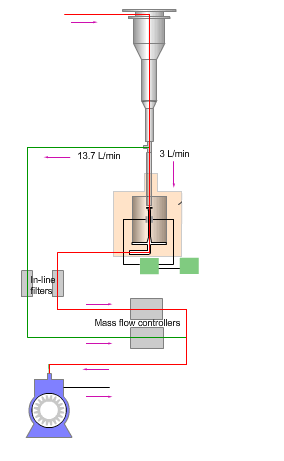 13.7 L/min
3 L/min
In-line
filters
Mass flow controllers